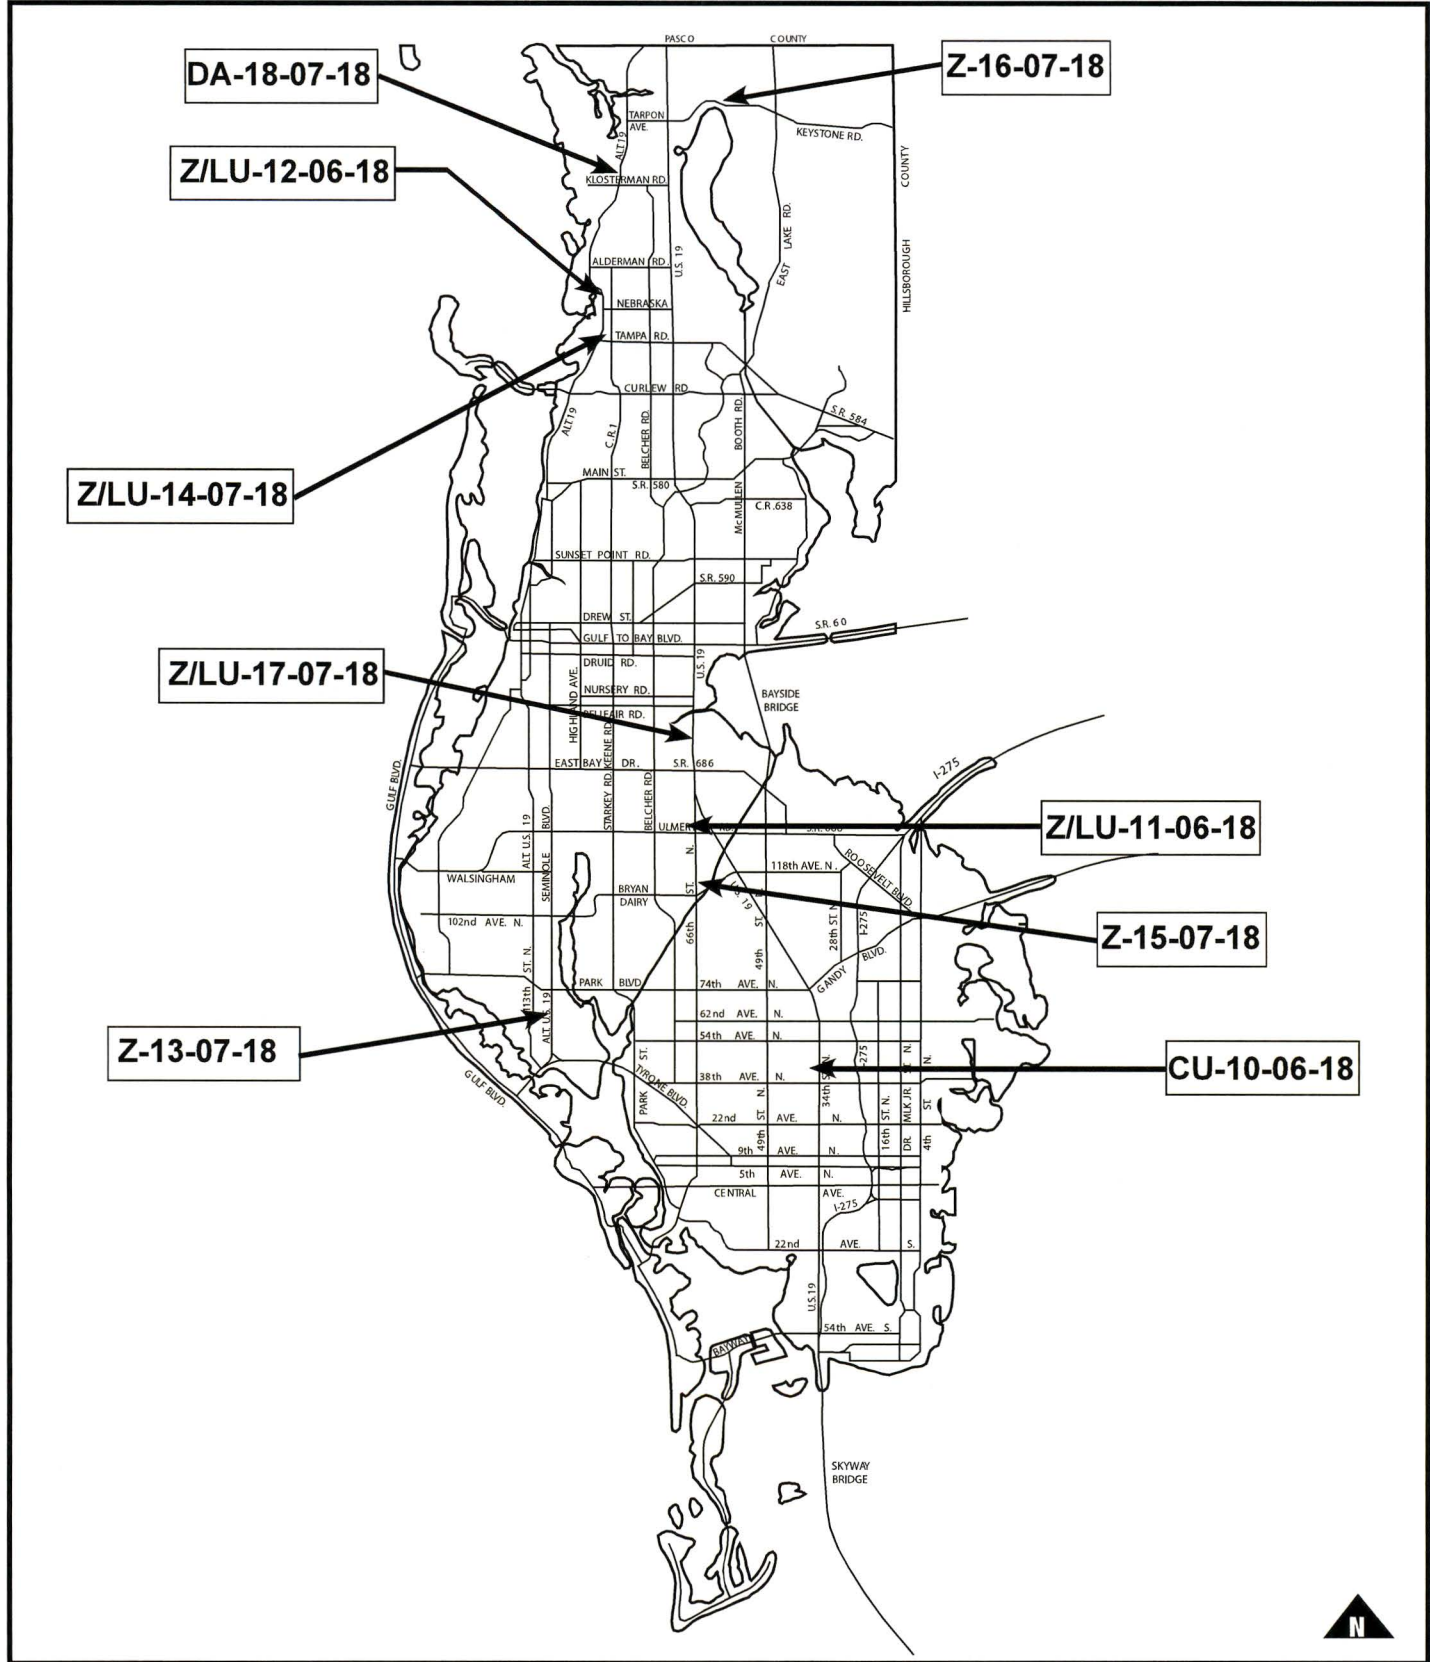 PASCO COUNTY
DA-18-07-18
Z-16-07-18
TARPON
AVE.
KEYSTONE RD.
ALT 19
COUNTY
Z/LU-12-06-18
KLOSTERMAN RD.
EAST LAKE RD.
HILLSBOROUGH
ALDERMAN RD.
U.S. 19
NEBRASKA
TAMPA RD.
CURLEW RD
ALT 19
C.R.1
BELCHER RD.
BOOTH RD.
S.R. 584
Z/LU-14-07-18
MAIN ST.
S.R. 580
McMULLEN
C.R.638
SUNSET POINT RD.
S.R. 590
DREW ST.
S.R. 60
GULF TO BAY BLVD.
DRUID RD.
U.S. 19
Z/LU-17-07-18
NURSERY RD.
HIGHLAND AVE.
BELLEAIR RD.
BAYSIDE
BRIDGE
KEENE RD.
EAST BAY DR. S.R. 686
I-275
GULF BLVD.
STARKEY RD.
BELCHER RD.
ALT U.S. 19
SEMINOLE BLVD.
Z/LU-11-06-18
118th AVE. N.
ROOSEVELT BLVD.
WALSINGHAM
BRYAN
DAIRY
U.S. 19
102nd AVE. N.
66th ST. N.
49th ST.
28th ST. N.
I-275
Z-15-07-18
GANDY BLVD.
PARK BLVD.
74th AVE. N.
113th ST. N.
ALT U.S. 19
62nd AVE. N.
54th AVE. N.
Z-13-07-18
I-275
CU-10-06-18
38th AVE. N.
GULF BLVD.
TYRONE BLVD.
PARK ST.
34th ST. N.
22nd AVE. N.
49th ST. N.
16th ST. N.
DR. MLK JR. ST. N.
4th ST. N.
9th AVE. N.
5th AVE. N.
CENTRAL AVE.
I-275
22nd AVE. S.
U.S.19
54th AVE. S.
BAYWAY
SKYWAY
BRIDGE
N